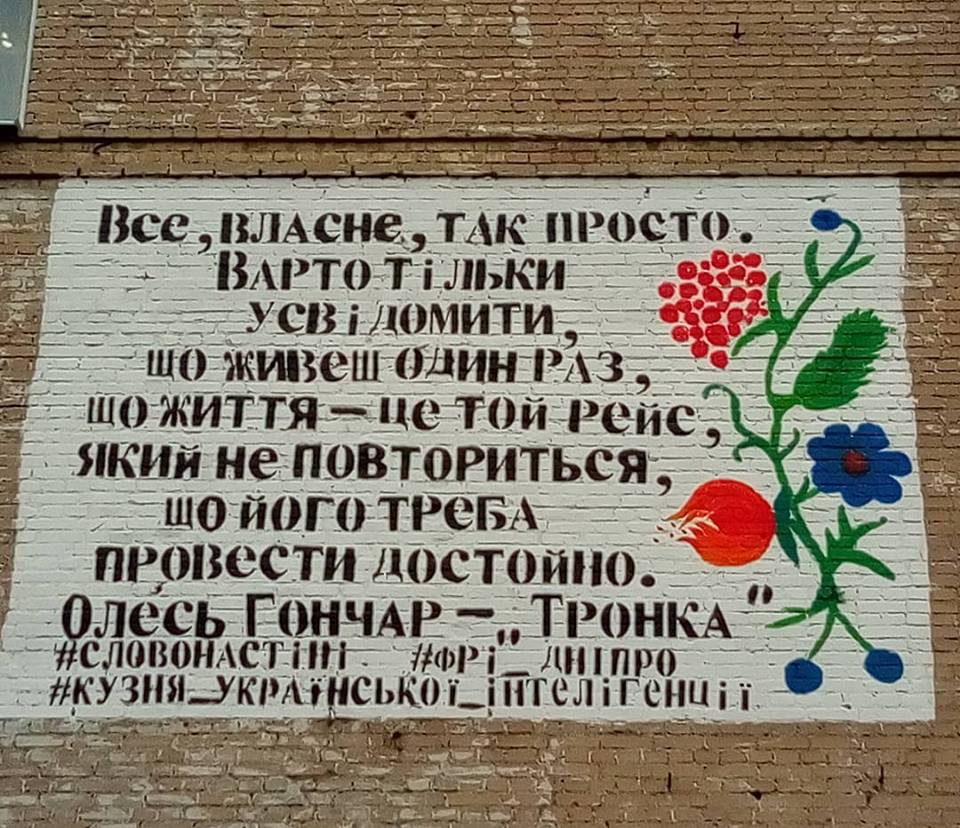 Все, власне, так просто.
Варто тільки
усвідомити,
що живеш один раз,
що життя – це той рейс,
який не повториться,
що його треба
провести достойно.
Олесь Гончар – „Тронка"
#словонастіні #фрі_дніпро
#кузня_української_інтелігенції